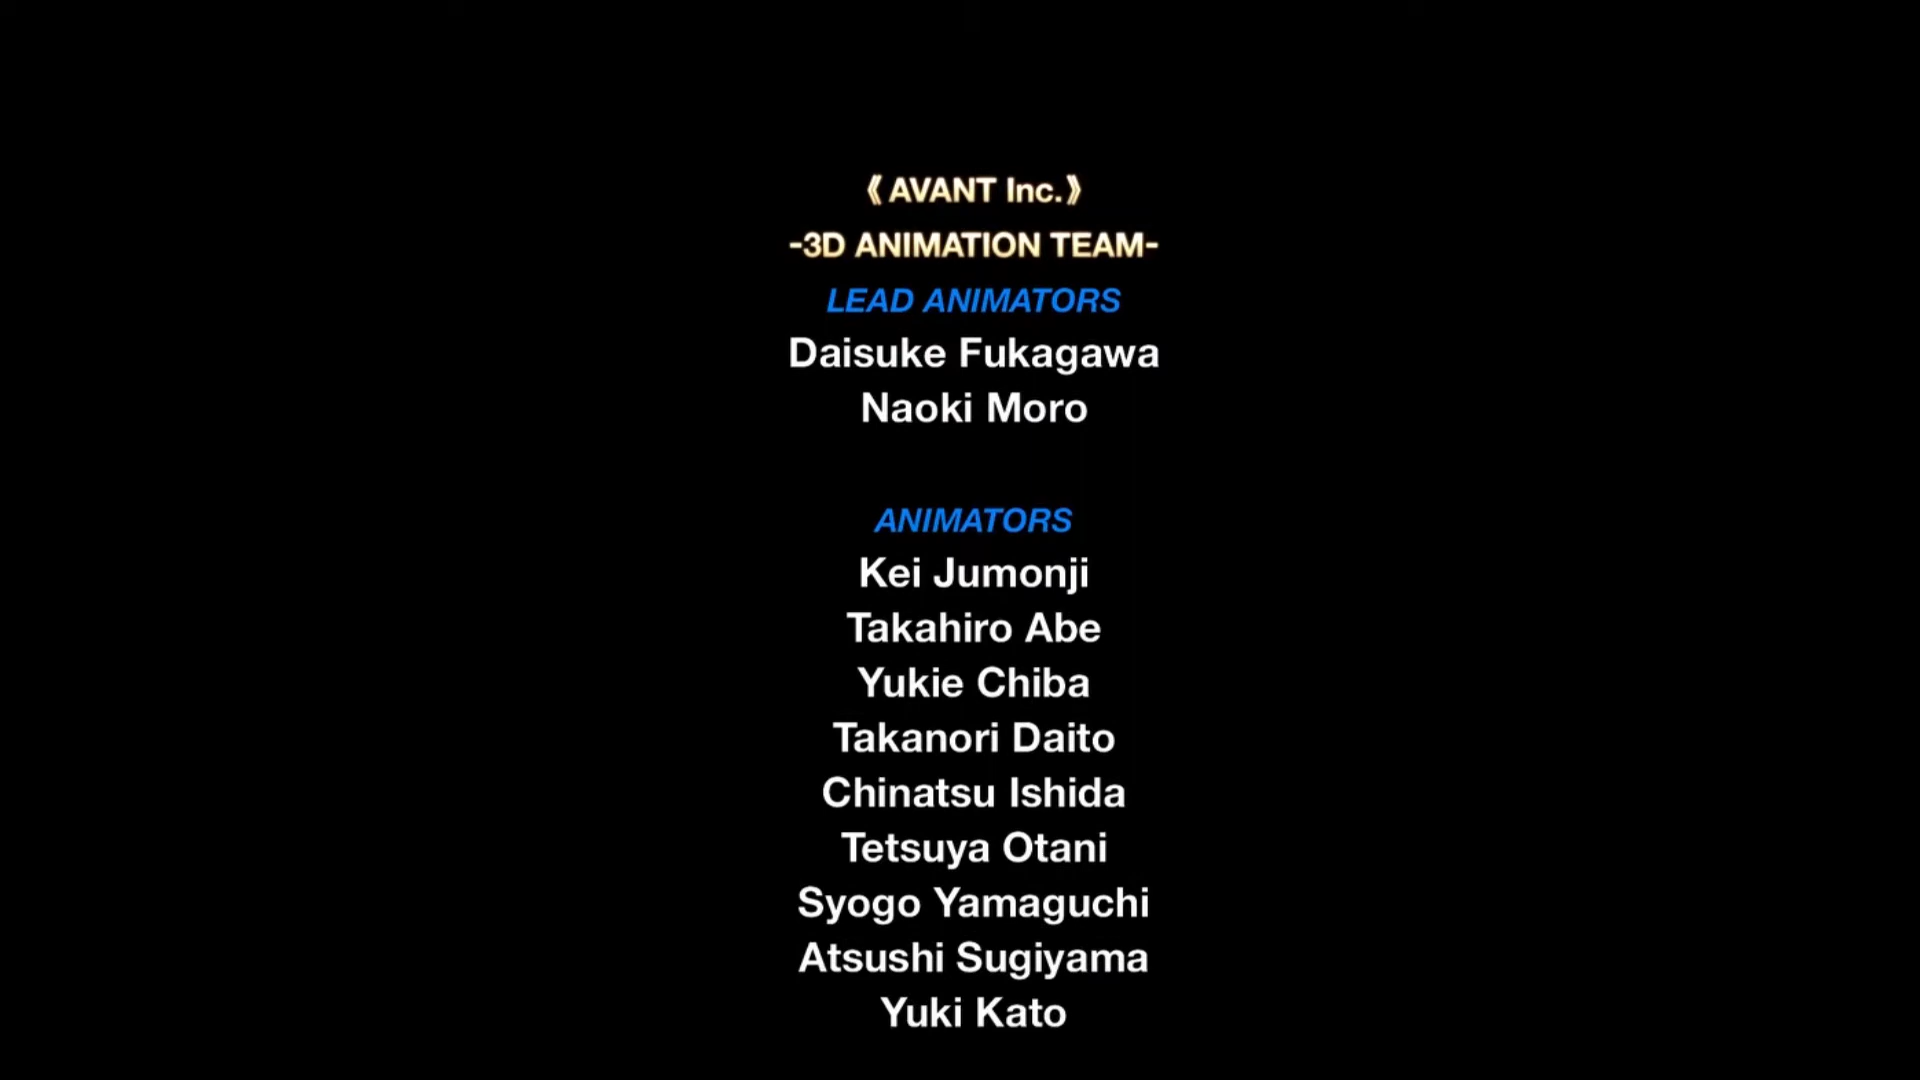 《AVANT Inc.》
-3D ANIMATION TEAM-
LEAD ANIMATORS
Daisuke Fukagawa
Naoki Moro
ANIMATORS
Kei Jumonji
Takahiro Abe
Yukie Chiba
Takanori Daito
Chinatsu Ishida
Tetsuya Otani
Syogo Yamaguchi
Atsushi Sugiyama
Yuki Kato